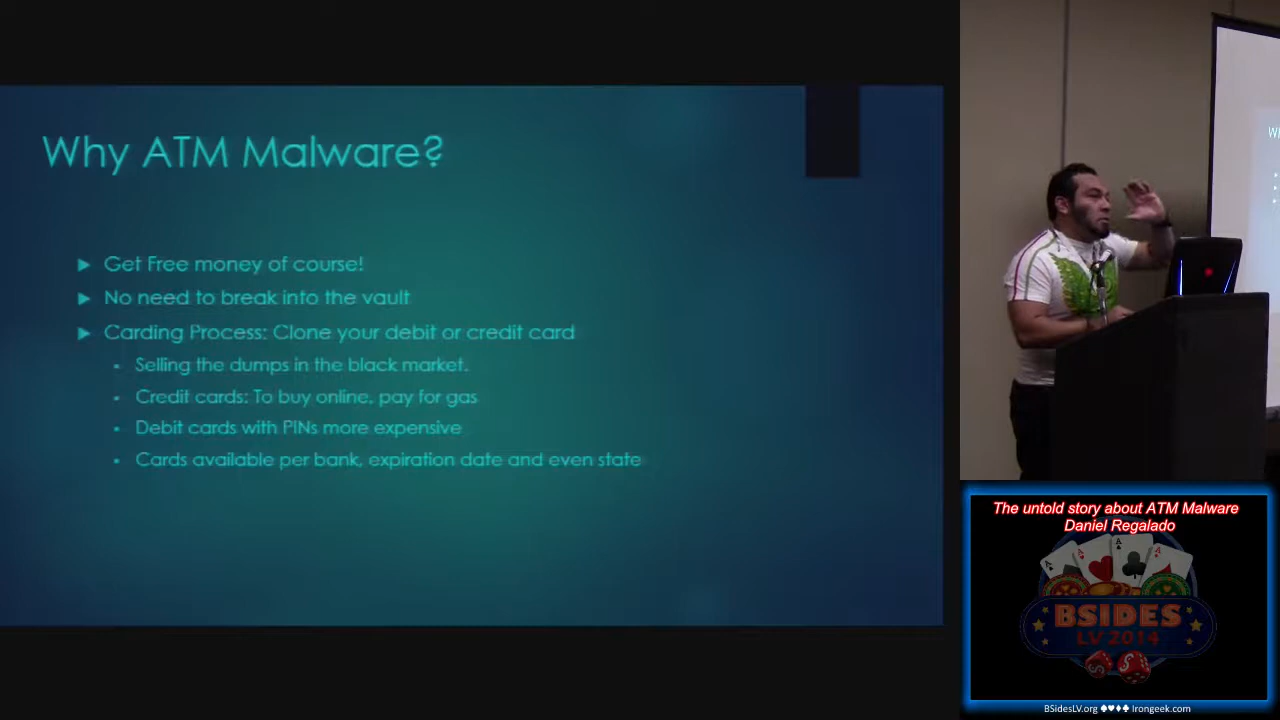 Why ATM Malware?
Get Free money of course!
No need to break into the vault
Carding Process: Clone your debit or credit card
Selling the dumps in the black market.
Credit cards: To buy online, pay for gas
Debit cards with PINs more expensive
Cards available per bank, expiration date and even state
The untold story about ATM Malware
Daniel Regalado
BSIDES
LV 2014
BSidesLV.org ♠♥♦♣ Irongeek.com